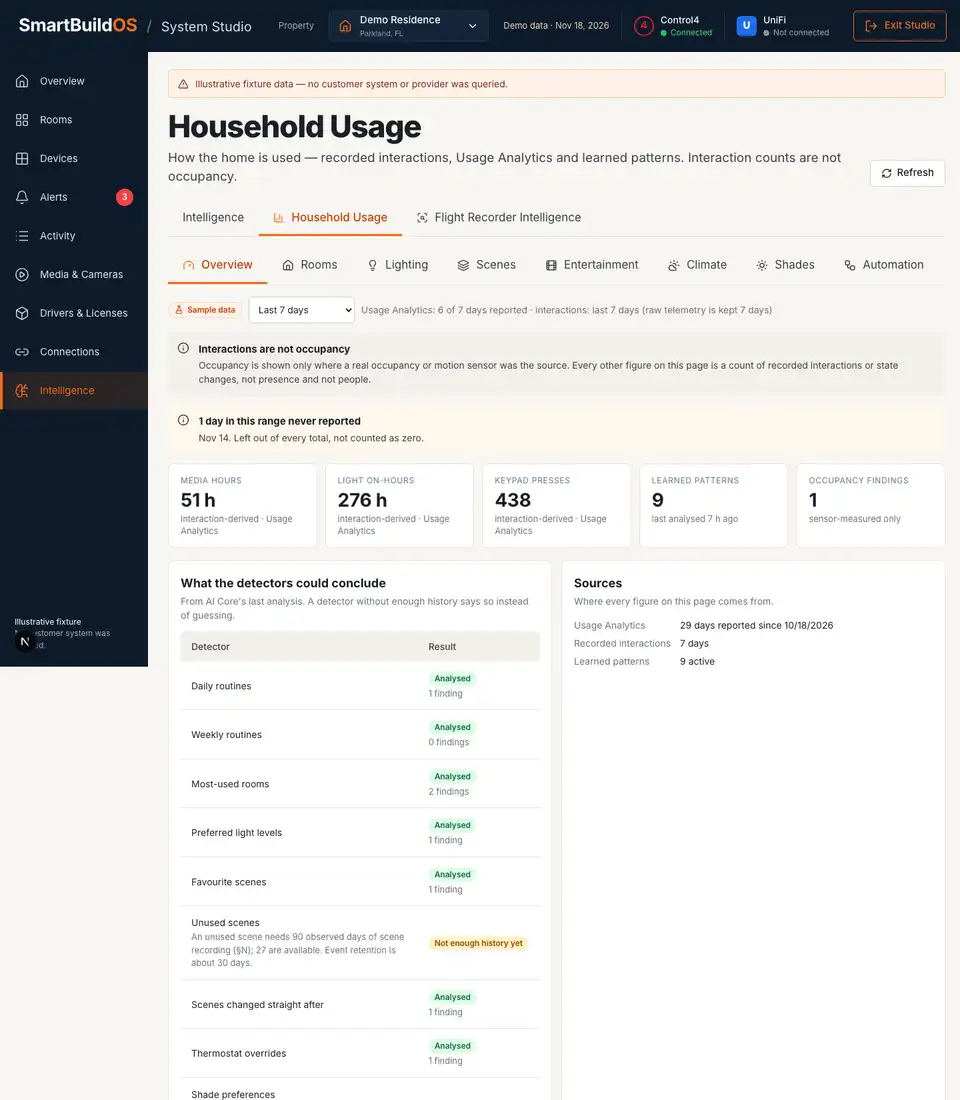 SmartBuildOS / System Studio
Property
Demo Residence
Parkland, FL
Demo data · Nov 18, 2026
4
Control4
Connected
U
UniFi
Not connected
Exit Studio
Overview
Rooms
Devices
Alerts
3
Activity
Media & Cameras
Drivers & Licenses
Connections
Intelligence
Illustrative fixture
ustomer system was
d.
N
Illustrative fixture data — no customer system or provider was queried.
Household Usage
How the home is used — recorded interactions, Usage Analytics and learned patterns. Interaction counts are not
occupancy.
Refresh
Intelligence
Household Usage
Flight Recorder Intelligence
Overview
Rooms
Lighting
Scenes
Entertainment
Climate
Shades
Automation
Sample data
Last 7 days
Usage Analytics: 6 of 7 days reported · interactions: last 7 days (raw telemetry is kept 7 days)
Interactions are not occupancy
Occupancy is shown only where a real occupancy or motion sensor was the source. Every other figure on this page is a count of recorded interactions or state
changes, not presence and not people.
1 day in this range never reported
Nov 14. Left out of every total, not counted as zero.
MEDIA HOURS
51 h
interaction-derived · Usage
Analytics
LIGHT ON-HOURS
276 h
interaction-derived · Usage
Analytics
KEYPAD PRESSES
438
interaction-derived · Usage
Analytics
LEARNED PATTERNS
9
last analysed 7 h ago
OCCUPANCY FINDINGS
1
sensor-measured only
What the detectors could conclude
From AI Core's last analysis. A detector without enough history says so instead
of guessing.
Detector
Result
Daily routines
Analysed
1 finding
Weekly routines
Analysed
0 findings
Most-used rooms
Analysed
2 findings
Preferred light levels
Analysed
1 finding
Favourite scenes
Analysed
1 finding
Unused scenes
An unused scene needs 90 observed days of scene
recording (§N); 27 are available. Event retention is
about 30 days.
Not enough history yet
Scenes changed straight after
Analysed
1 finding
Thermostat overrides
Analysed
1 finding
Shade preferences
Sources
Where every figure on this page comes from.
Usage Analytics
29 days reported since 10/18/2026
Recorded interactions
7 days
Learned patterns
9 active